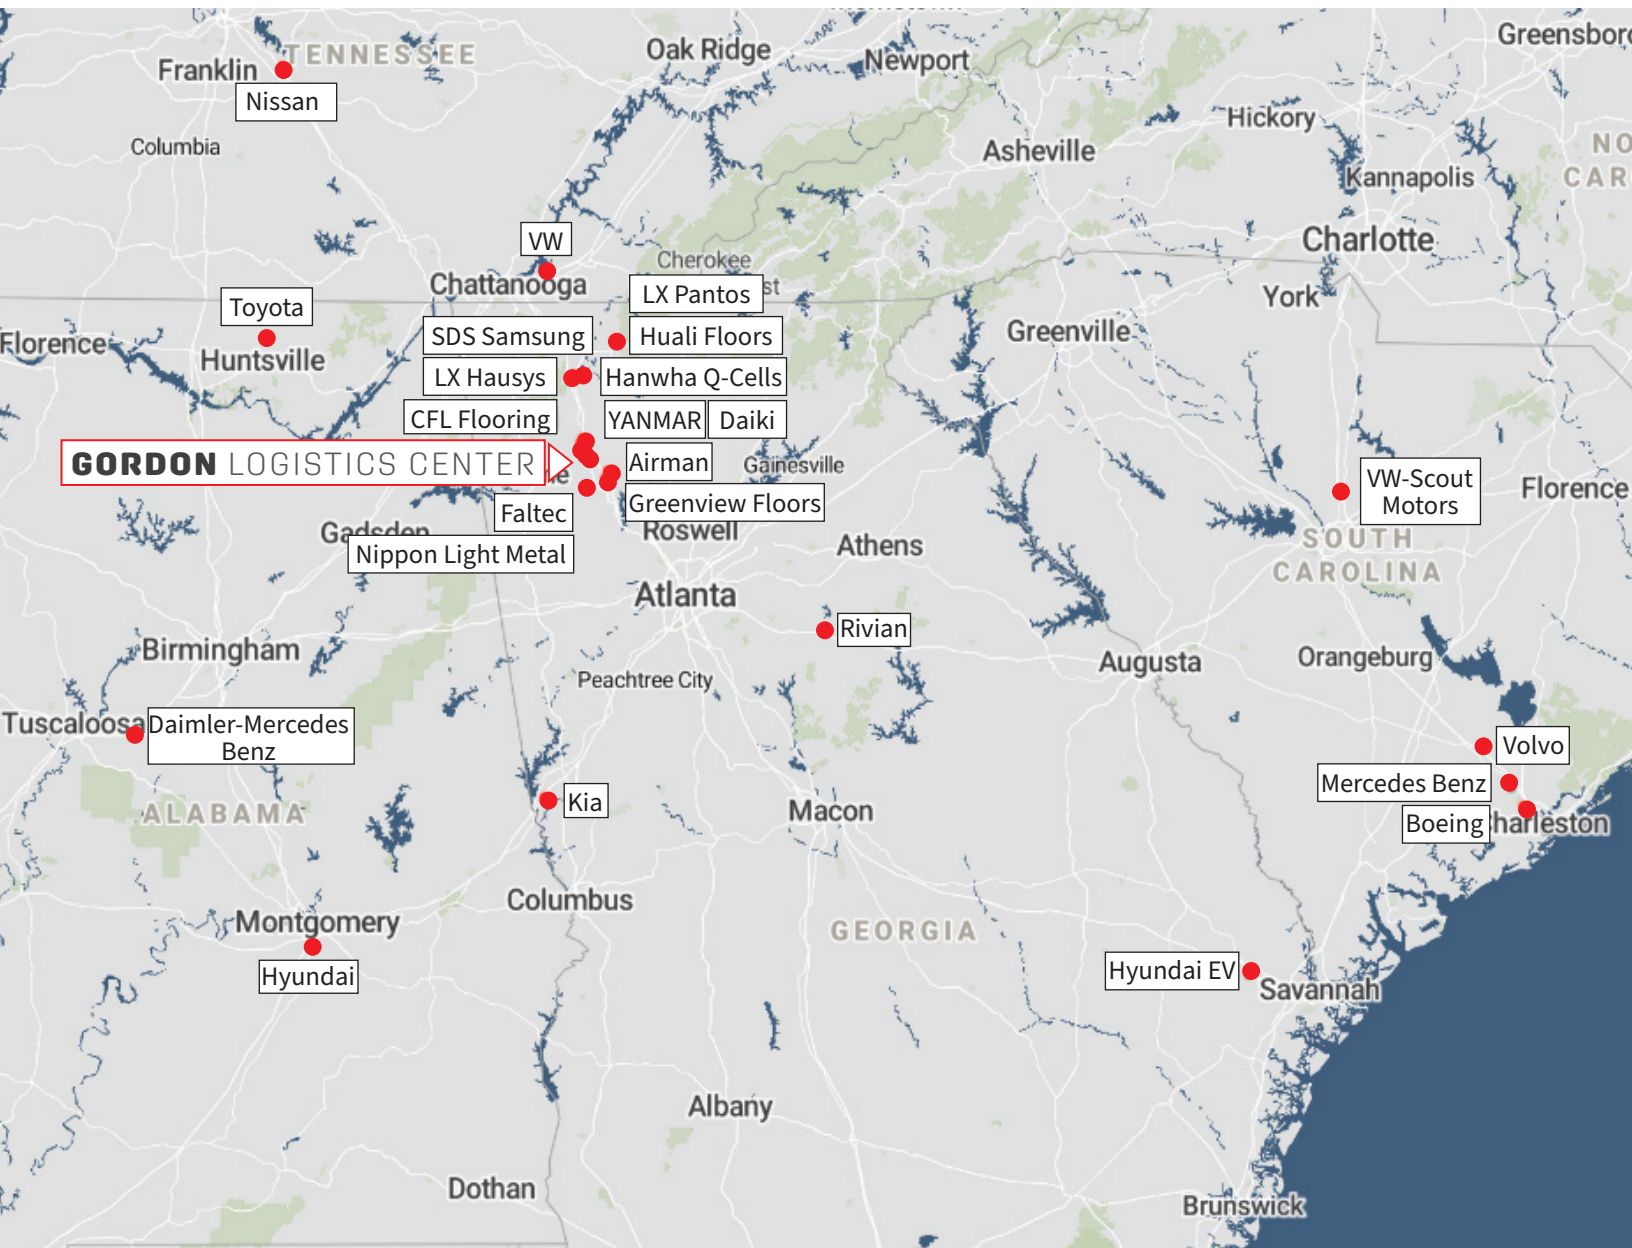 Greensboro
Oak Ridge
Newport
TENNESSEE
Franklin
Nissan
Hickory
Columbia
Asheville
Kannapolis
VW
Charlotte
Cherokee
Chattanooga
LX Pantos
York
Toyota
Greenville
SDS Samsung
Huali Floors
Florence
Huntsville
LX Hausys
Hanwha Q-Cells
CFL Flooring
YANMAR
Daiki
GORDON LOGISTICS CENTER
Airman
Gainesville
VW-Scout
Motors
Florence
Greenview Floors
Faltec
Gadsden
Roswell
SOUTH
CAROLINA
Nippon Light Metal
Athens
Atlanta
Rivian
Birmingham
Augusta
Orangeburg
Peachtree City
Tuscaloosa
Daimler-Mercedes
Benz
Volvo
Mercedes Benz
Kia
ALABAMA
Macon
Boeing
harleston
Columbus
Montgomery
GEORGIA
Hyundai
Hyundai EV
Savannah
Albany
Dothan
Brunswick